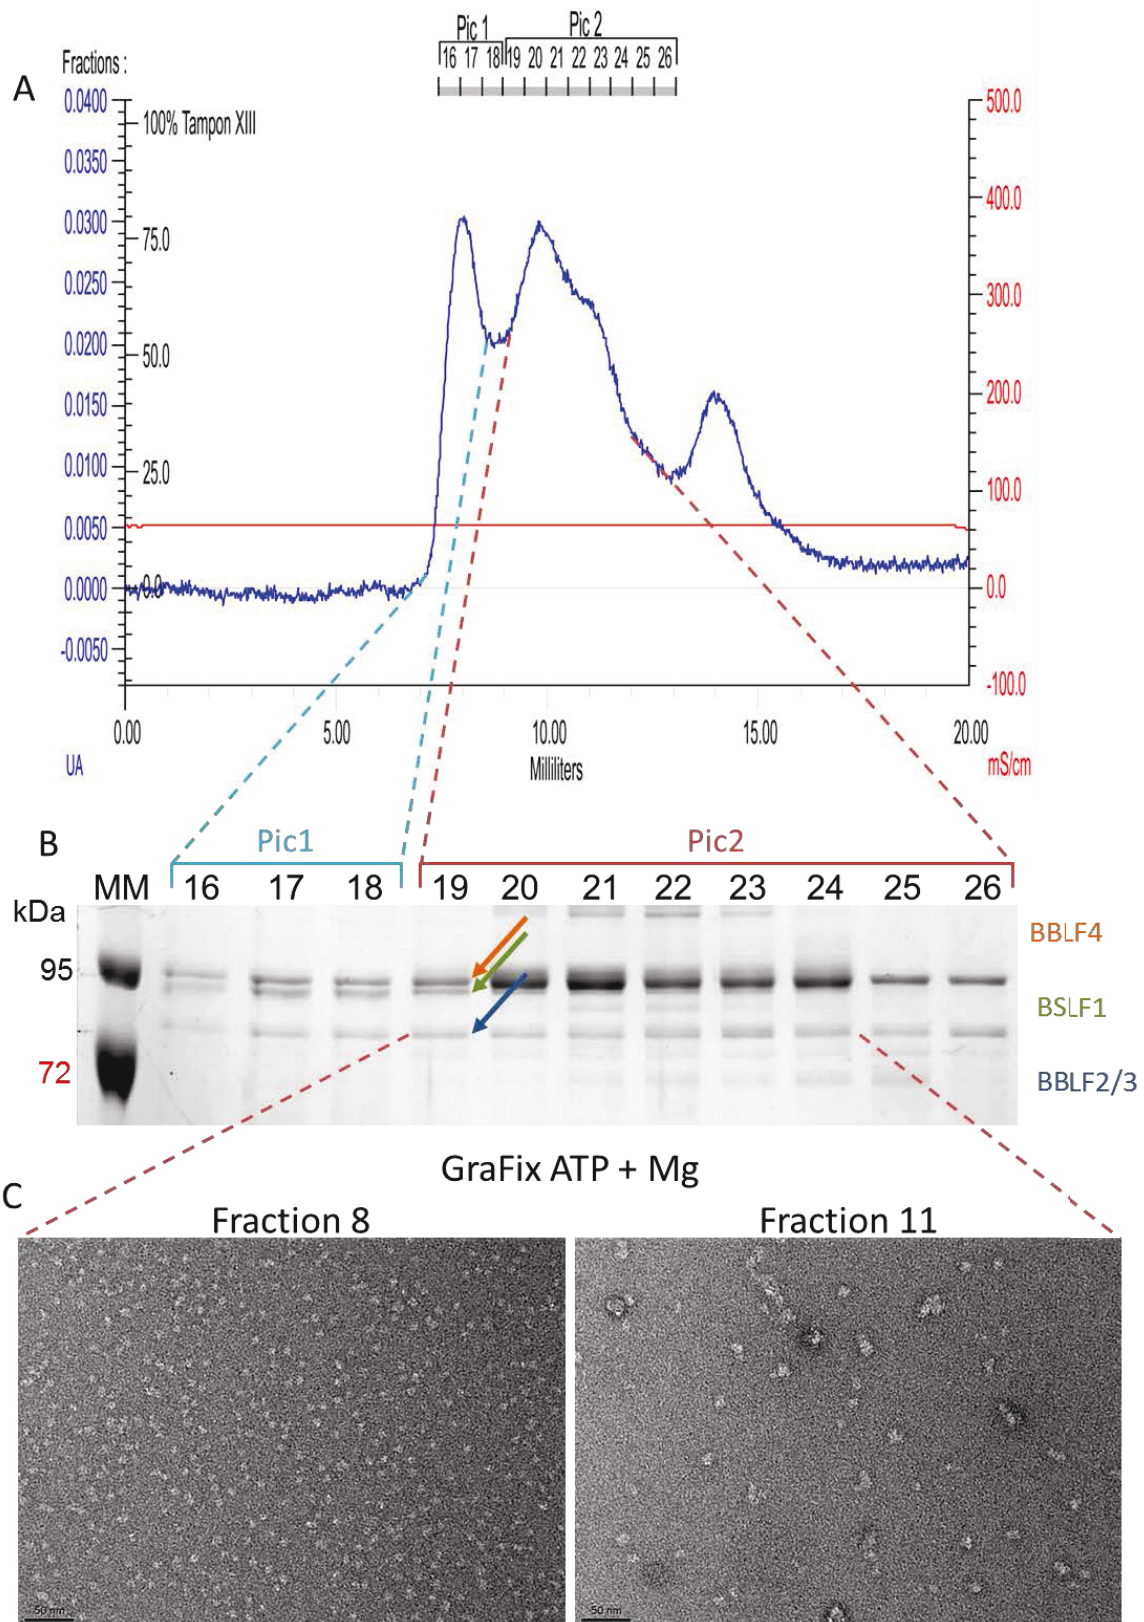 Pic 1 Pic 2
16 17 18 19 20 21 22 23 24 25 26
Fractions :
A
0.0400
0.0350
0.0300
0.0250
0.0200
0.0150
0.0100
0.0050
0.0000
-0.0050
100% Tampon XIII
75.0
50.0
25.0
0.0
500.0
400.0
300.0
200.0
100.0
0.0
-100.0
0.00 5.00 10.00 15.00 20.00
UA Milliliters mS/cm
B
Pic1 Pic2
MM 16 17 18 19 20 21 22 23 24 25 26
kDa
BBLF4
95
BSLF1
72
BBLF2/3
GraFix ATP + Mg
C
Fraction 8 Fraction 11
50 nm 50 nm